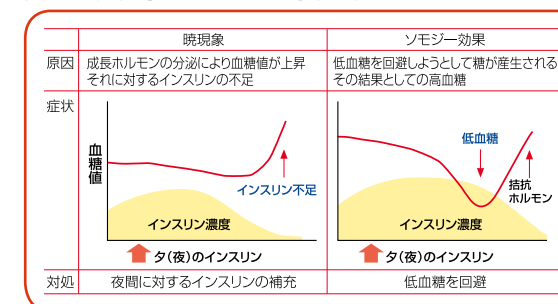 暁現象
ソモジー効果
原因
成長ホルモンの分泌により血糖値が上昇
それに対するインスリンの不足
低血糖を回避しようとして糖が産生される
その結果としての高血糖
症状
血糖値
インスリン不足
インスリン濃度
夕(夜)のインスリン
低血糖
拮抗
ホルモン
インスリン濃度
夕(夜)のインスリン
対処
夜間に対するインスリンの補充
低血糖を回避